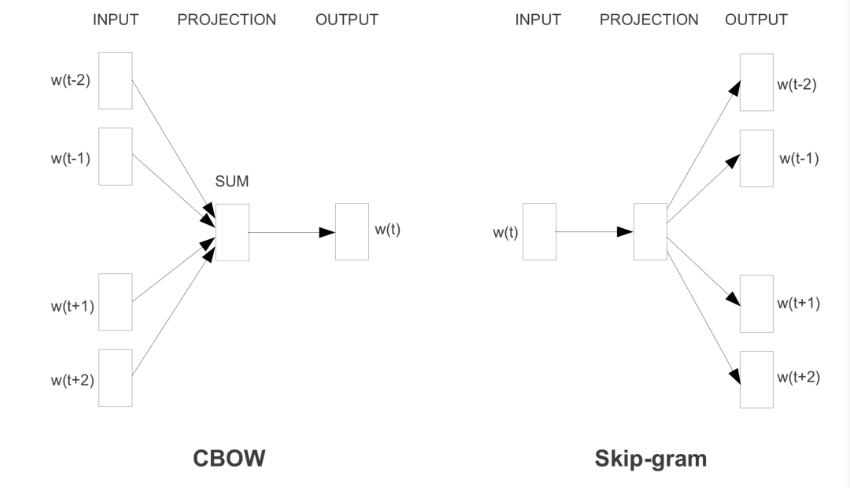 INPUT PROJECTION OUTPUT
w(t-2)
w(t-1)
SUM
w(t)
w(t+1)
w(t+2)
CBOW
INPUT PROJECTION OUTPUT
w(t-2)
w(t-1)
w(t)
w(t+1)
w(t+2)
Skip-gram